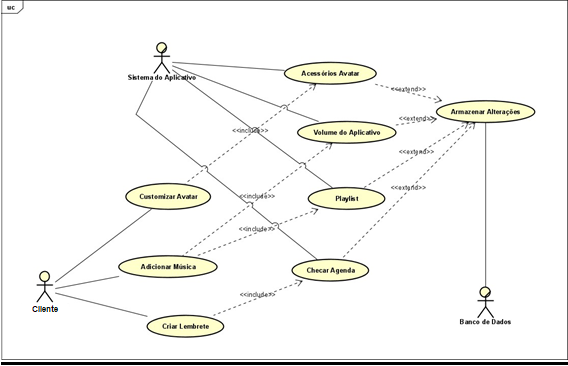 uc
Sistema do Aplicativo
Acessórios Avatar
<<extend>>
Armazenar Alterações
<<include>>
Volume do Aplicativo
<<extend>>
<<extend>>
Customizar Avatar
<<include>>
Playlist
<<extend>>
<<include>>
Adicionar Música
Checar Agenda
<<include>>
Cliente
Criar Lembrete
Banco de Dados